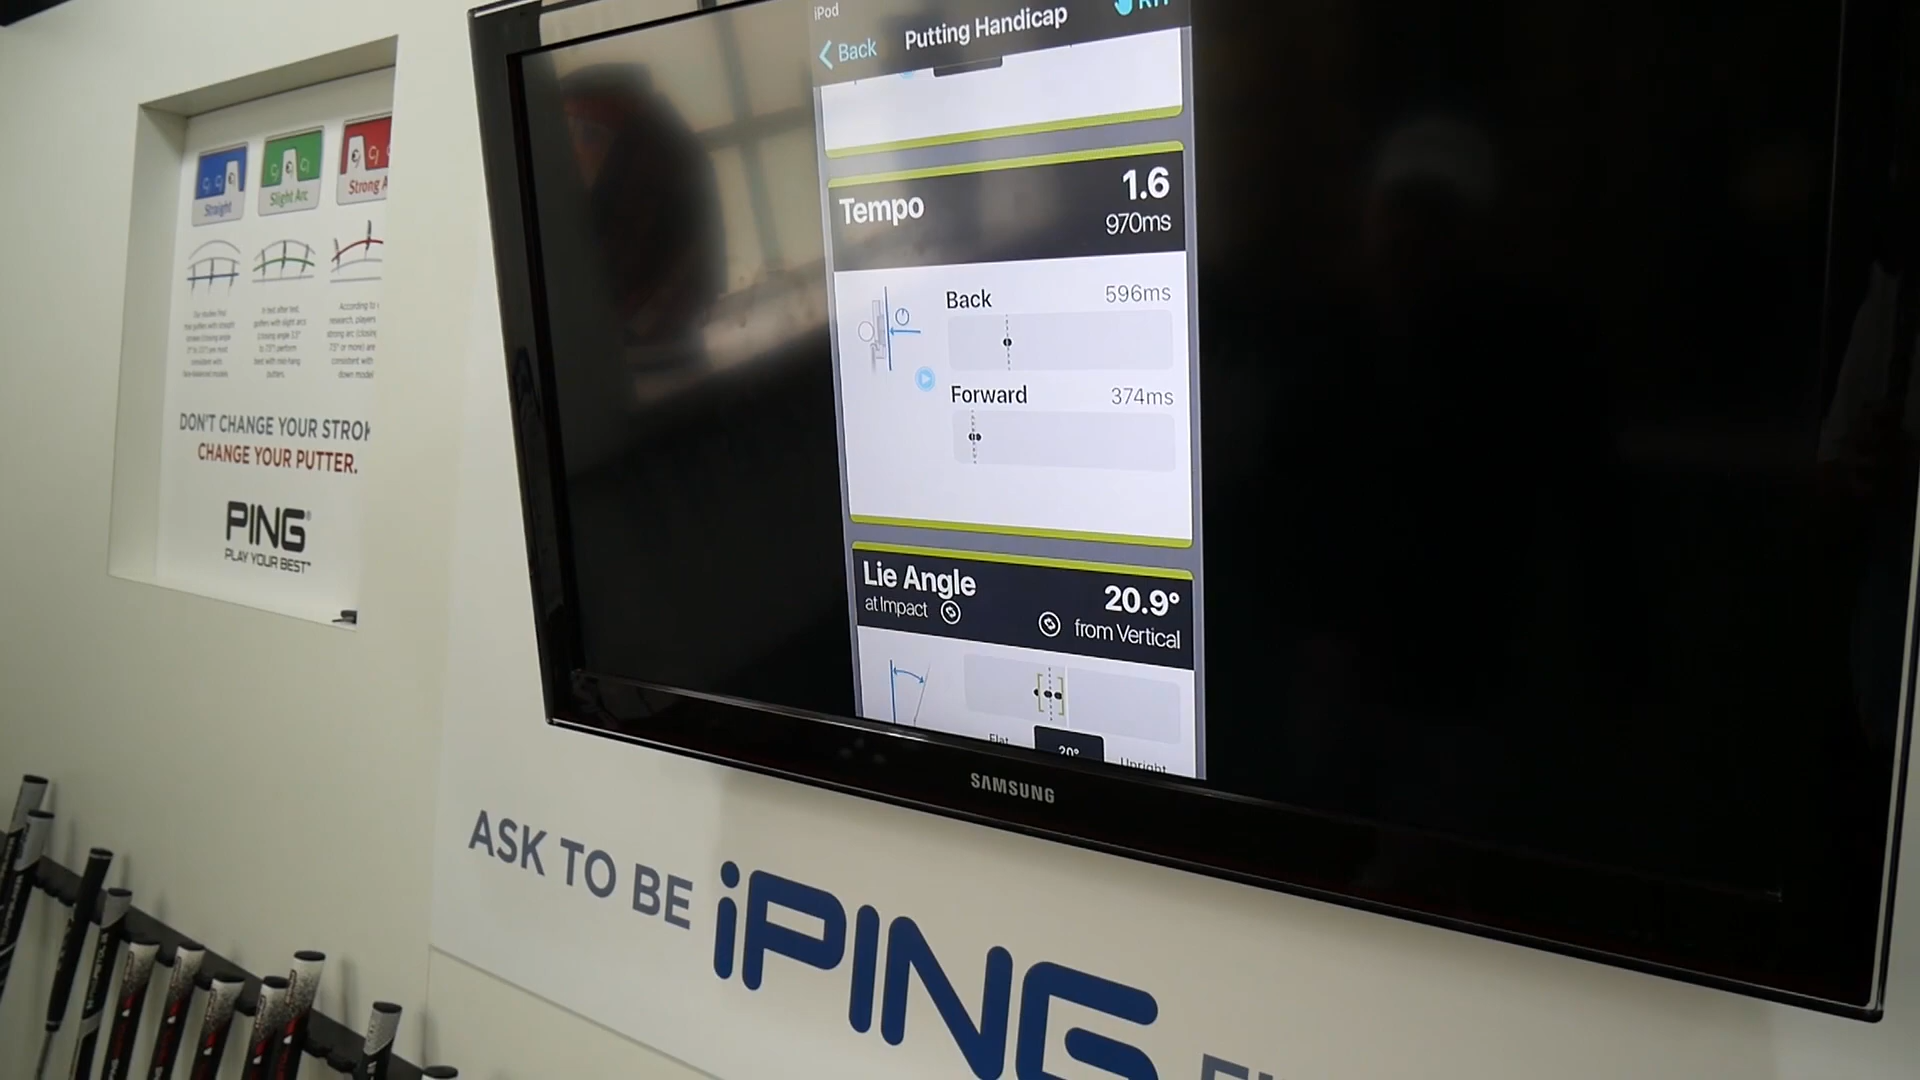 iPod
Back
Putting Handicap
Tempo
1.6
970ms
Back
596ms
Forward
374ms
Lie Angle
at Impact
20.9°
from Vertical
Flat
20°
Upright
SAMSUNG
ASK TO BE iPING
Straight
Slight Arc
Strong
DON'T CHANGE YOUR
CHANGE YOUR PUTTER.
PING
PLAY YOUR BEST